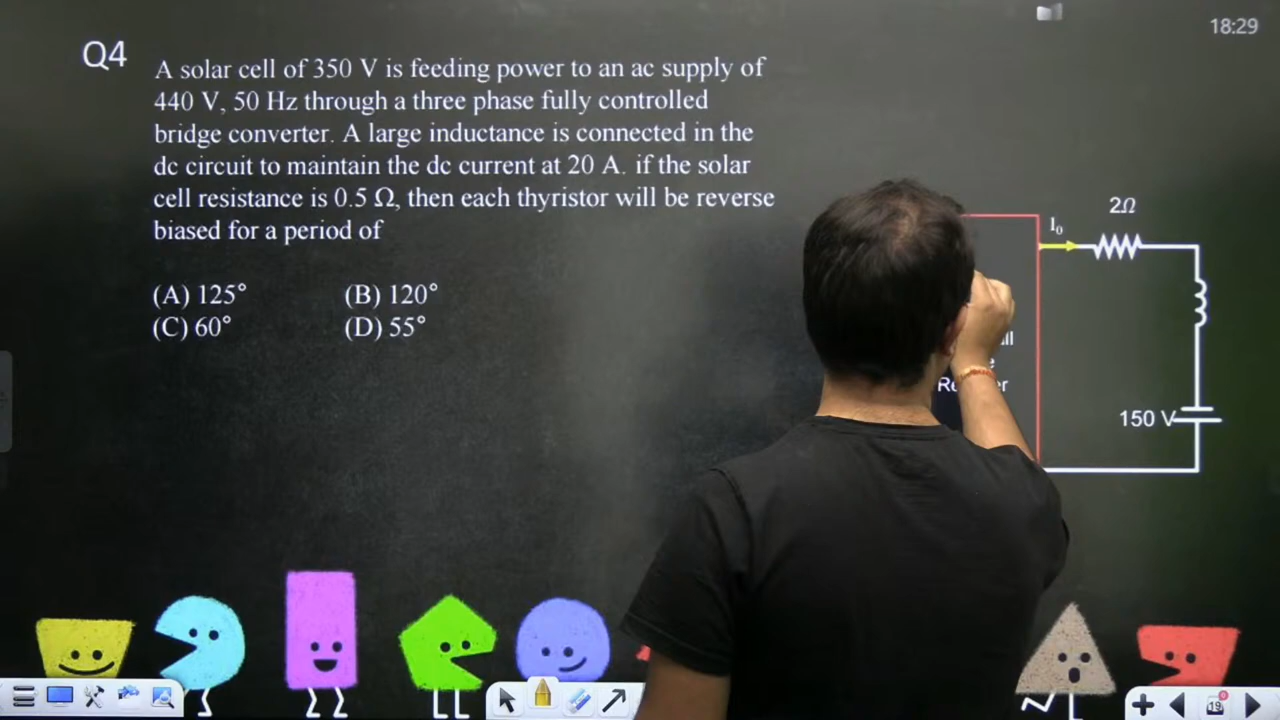 18:29
Q4
A solar cell of 350 V is feeding power to an ac supply of
440 V, 50 Hz through a three phase fully controlled
bridge converter. A large inductance is connected in the
dc circuit to maintain the dc current at 20 A. if the solar
cell resistance is 0.5 Ω, then each thyristor will be reverse
biased for a period of
(A) 125° (B) 120°
(C) 60° (D) 55°
2Ω
I₀
150 V
19